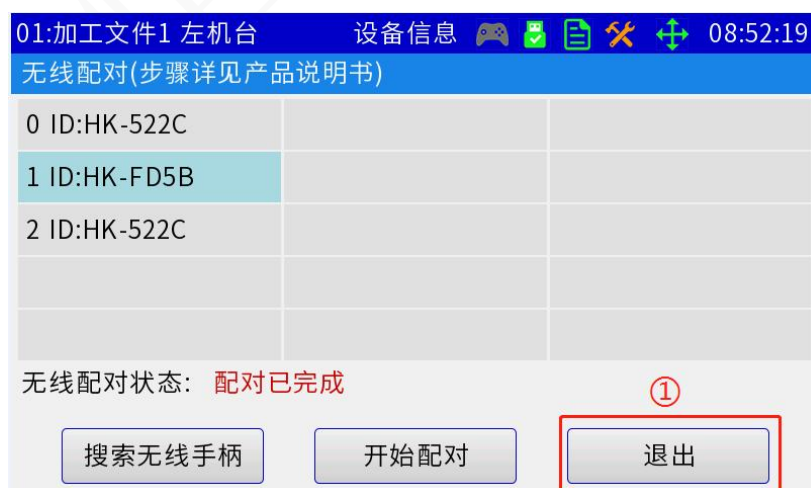 01:加工文件1 左机台 设备信息 08:52:19
无线配对(步骤详见产品说明书)
0 ID:HK-522C
1 ID:HK-FD5B
2 ID:HK-522C
无线配对状态: 配对已完成
①
搜索无线手柄 开始配对 退出